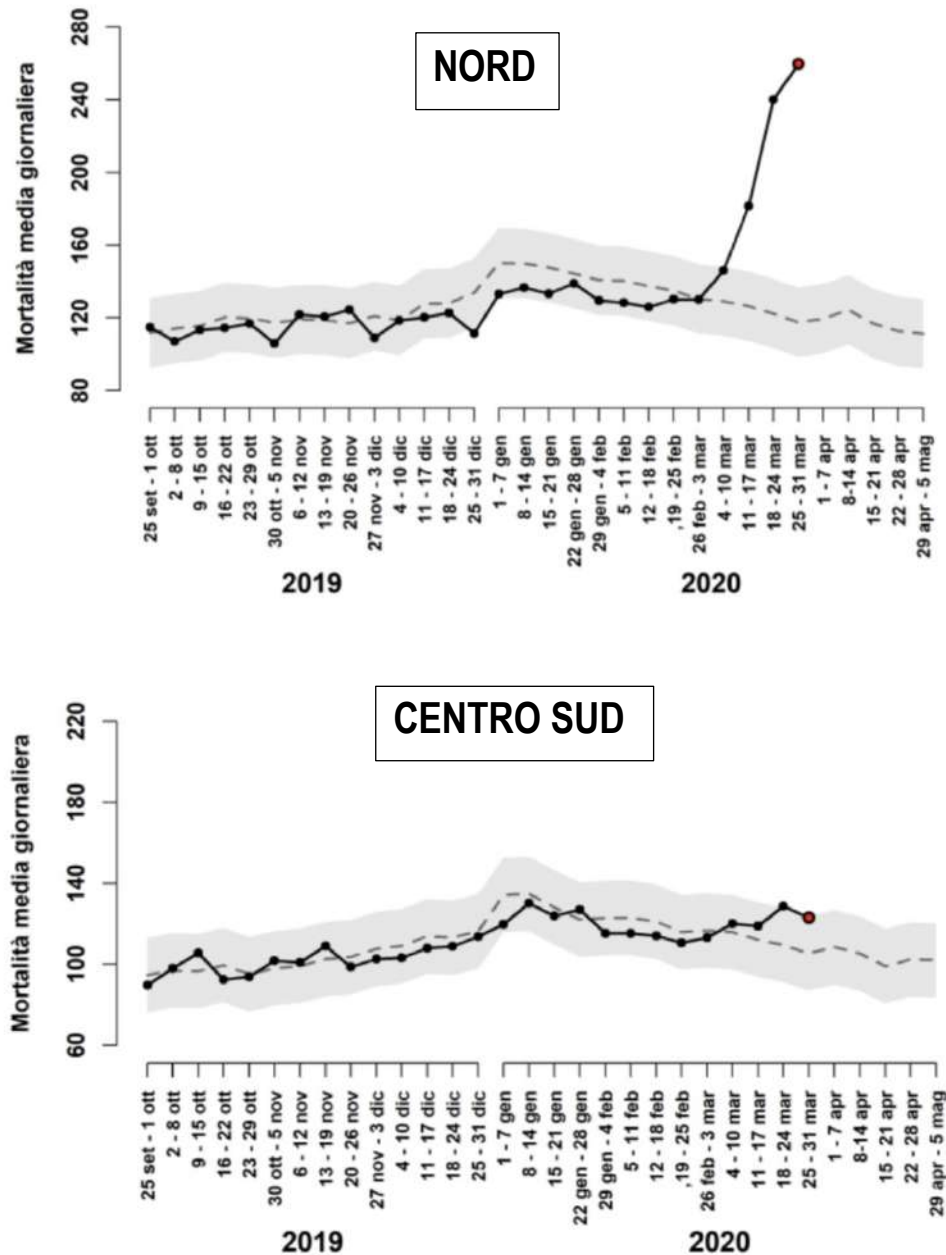 NORD
Mortalità media giornaliera
280
240
200
160
120
80
25 set - 1 ott
2 - 8 ott
9 - 15 ott
16 - 22 ott
23 - 29 ott
30 ott - 5 nov
6 - 12 nov
13 - 19 nov
20 - 26 nov
27 nov - 3 dic
4 - 10 dic
11 - 17 dic
18 - 24 dic
25 - 31 dic
1 - 7 gen
8 - 14 gen
15 - 21 gen
22 gen - 28 gen
29 gen - 4 feb
5 - 11 feb
12 - 18 feb
,19 - 25 feb
26 feb - 3 mar
4 - 10 mar
11 - 17 mar
18 - 24 mar
25 - 31 mar
1 - 7 apr
8-14 apr
15 - 21 apr
22 - 28 apr
29 apr - 5 mag
2019
2020
CENTRO SUD
Mortalità media giornaliera
220
180
140
100
60
25 set - 1 ott
2 - 8 ott
9 - 15 ott
16 - 22 ott
23 - 29 ott
30 ott - 5 nov
6 - 12 nov
13 - 19 nov
20 - 26 nov
27 nov - 3 dic
4 - 10 dic
11 - 17 dic
18 - 24 dic
25 - 31 dic
1 - 7 gen
8 - 14 gen
15 - 21 gen
22 gen - 28 gen
29 gen - 4 feb
5 - 11 feb
12 - 18 feb
,19 - 25 feb
26 feb - 3 mar
4 - 10 mar
11 - 17 mar
18 - 24 mar
25 - 31 mar
1 - 7 apr
8-14 apr
15 - 21 apr
22 - 28 apr
29 apr - 5 mag
2019
2020